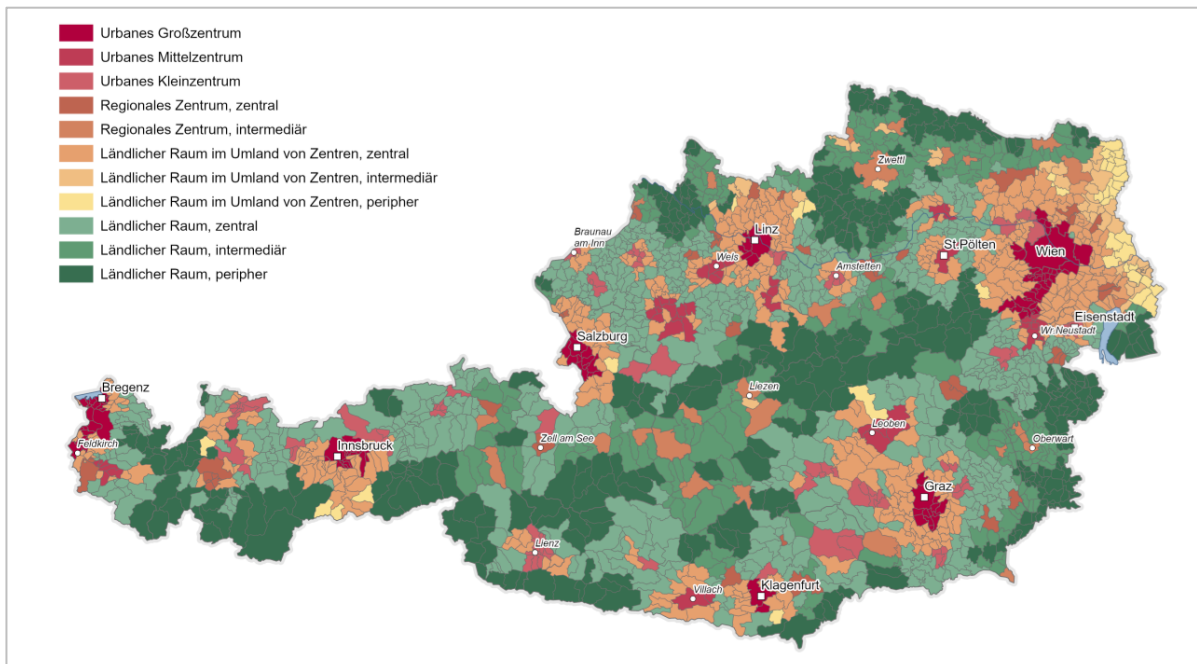 Urbanes Großzentrum
Urbanes Mittelzentrum
Urbanes Kleinzentrum
Regionales Zentrum, zentral
Regionales Zentrum, intermediär
Ländlicher Raum im Umland von Zentren, zentral
Ländlicher Raum im Umland von Zentren, intermediär
Ländlicher Raum im Umland von Zentren, peripher
Ländlicher Raum, zentral
Ländlicher Raum, intermediär
Ländlicher Raum, peripher
Zwettl
Braunau
am Inn
Linz
Wels
Amstetten
St.Pölten
Wien
Eisenstadt
Wr.Neustadt
Salzburg
Bregenz
Feldkirch
Innsbruck
Zell am See
Liezen
Leoben
Oberwart
Graz
Lienz
Villach
Klagenfurt